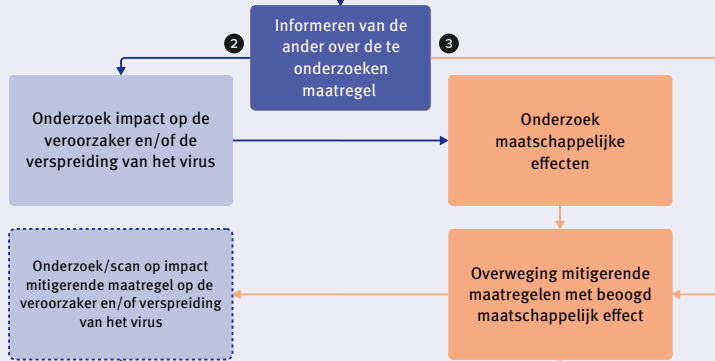 Informeren van de
ander over de te
onderzoeken
maatregel
2
3
Onderzoek impact op de
veroorzaker en/of de
verspreiding van het virus
Onderzoek
maatschappelijke
effecten
Onderzoek/scan op impact
mitigerende maatregel op de
veroorzaker en/of verspreiding
van het virus
Overweging mitigerende
maatregelen met beoogd
maatschappelijk effect